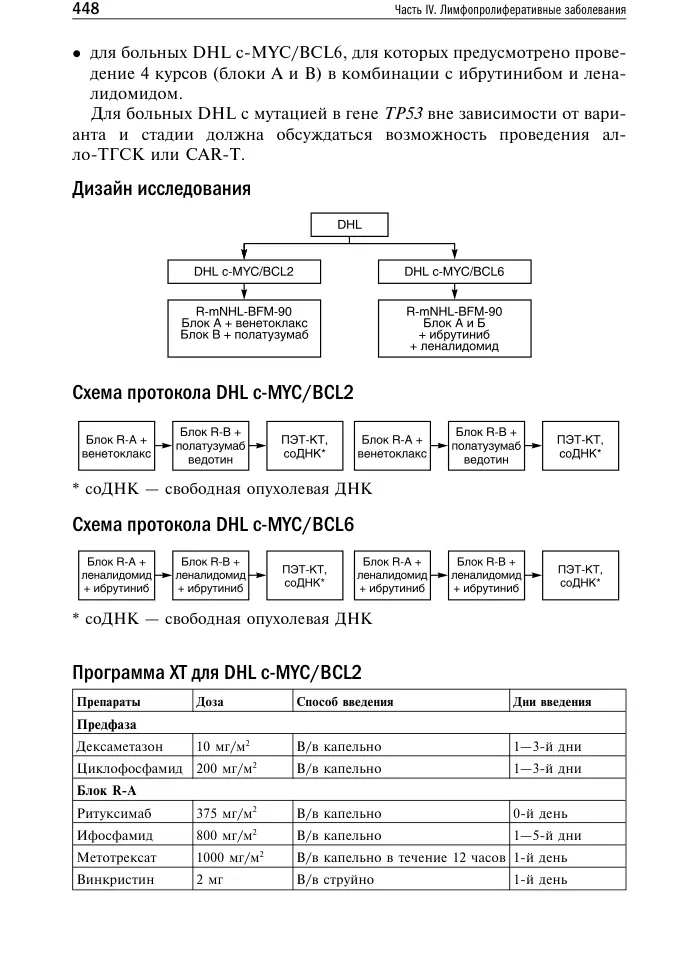 448
Часть IV. Лимфопролиферативные заболевания
• для больных DHL c-MYC/BCL6, для которых предусмотрено прове-
дение 4 курсов (блоки А и В) в комбинации с ибрутинибом и лена-
лидомидом.
Для больных DHL с мутацией в гене TP53 вне зависимости от вари-
анта и стадии должна обсуждаться возможность проведения ал-
ло-ТГСК или CAR-T.
Дизайн исследования
DHL
DHL c-MYC/BCL2
DHL c-MYC/BCL6
R-mNHL-BFM-90
Блок А + венетоклакс
Блок В + полатузумаб
R-mNHL-BFM-90
Блок А и Б
+ ибрутиниб
+ леналидомид
Схема протокола DHL c-MYC/BCL2
Блок R-A +
венетоклакс
Блок R-B +
полатузумаб
ведотин
ПЭТ-КТ,
соДНК*
Блок R-A +
венетоклакс
Блок R-B +
полатузумаб
ведотин
ПЭТ-КТ,
соДНК*
* соДНК — свободная опухолевая ДНК
Схема протокола DHL c-MYC/BCL6
Блок R-A +
леналидомид
+ ибрутиниб
Блок R-B +
леналидомид
+ ибрутиниб
ПЭТ-КТ,
соДНК*
Блок R-A +
леналидомид
+ ибрутиниб
Блок R-B +
леналидомид
+ ибрутиниб
ПЭТ-КТ,
соДНК*
* соДНК — свободная опухолевая ДНК
Программа ХТ для DHL c-MYC/BCL2
Препараты Доза Способ введения Дни введения
Предфаза
Дексаметазон 10 мг/м² В/в капельно 1—3-й дни
Циклофосфамид 200 мг/м² В/в капельно 1—3-й дни
Блок R-A
Ритуксимаб 375 мг/м² В/в капельно 0-й день
Ифосфамид 800 мг/м² В/в капельно 1—5-й дни
Метотрексат 1000 мг/м² В/в капельно в течение 12 часов 1-й день
Винкристин 2 мг В/в струйно 1-й день